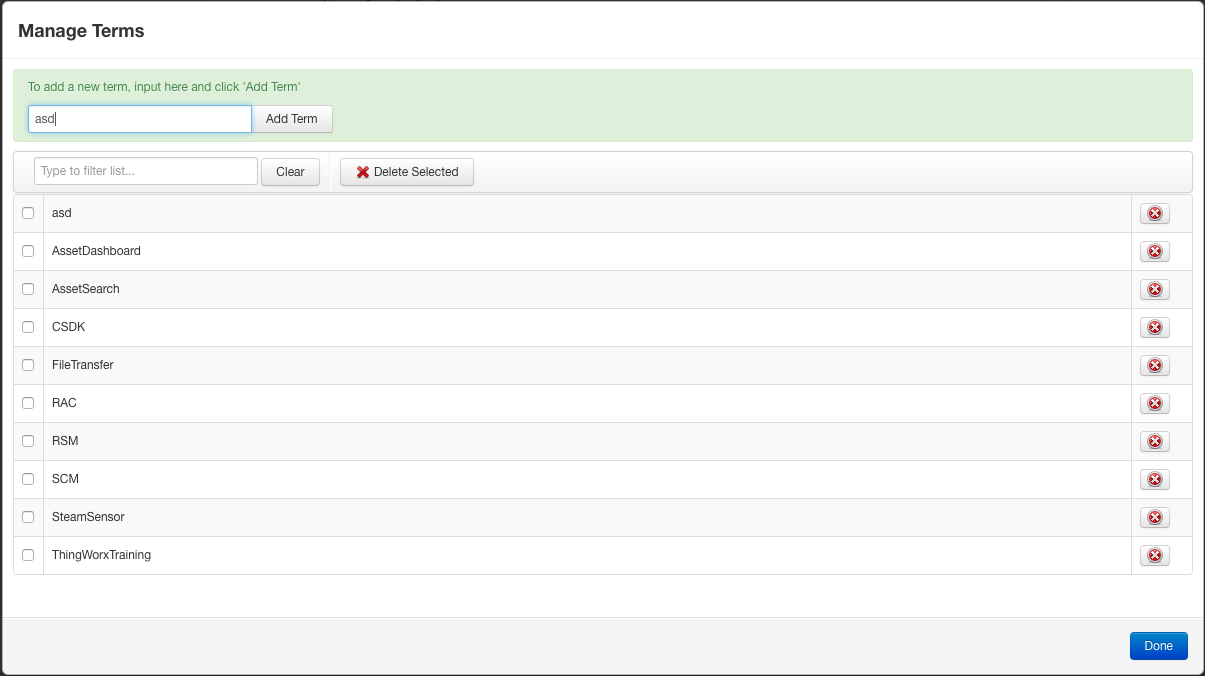 Manage Terms
To add a new term, input here and click 'Add Term'
asd Add Term
Type to filter list... Clear Delete Selected
asd
AssetDashboard
AssetSearch
CSDK
FileTransfer
RAC
RSM
SCM
SteamSensor
ThingWorxTraining
Done